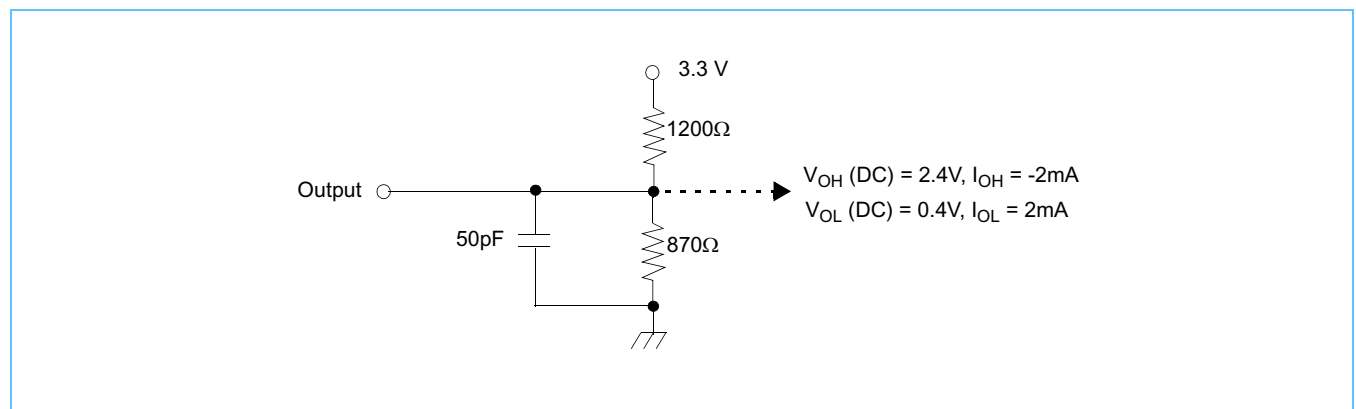 3.3 V
1200Ω
Output
V_OH (DC) = 2.4V, I_OH = -2mA
V_OL (DC) = 0.4V, I_OL = 2mA
50pF
870Ω